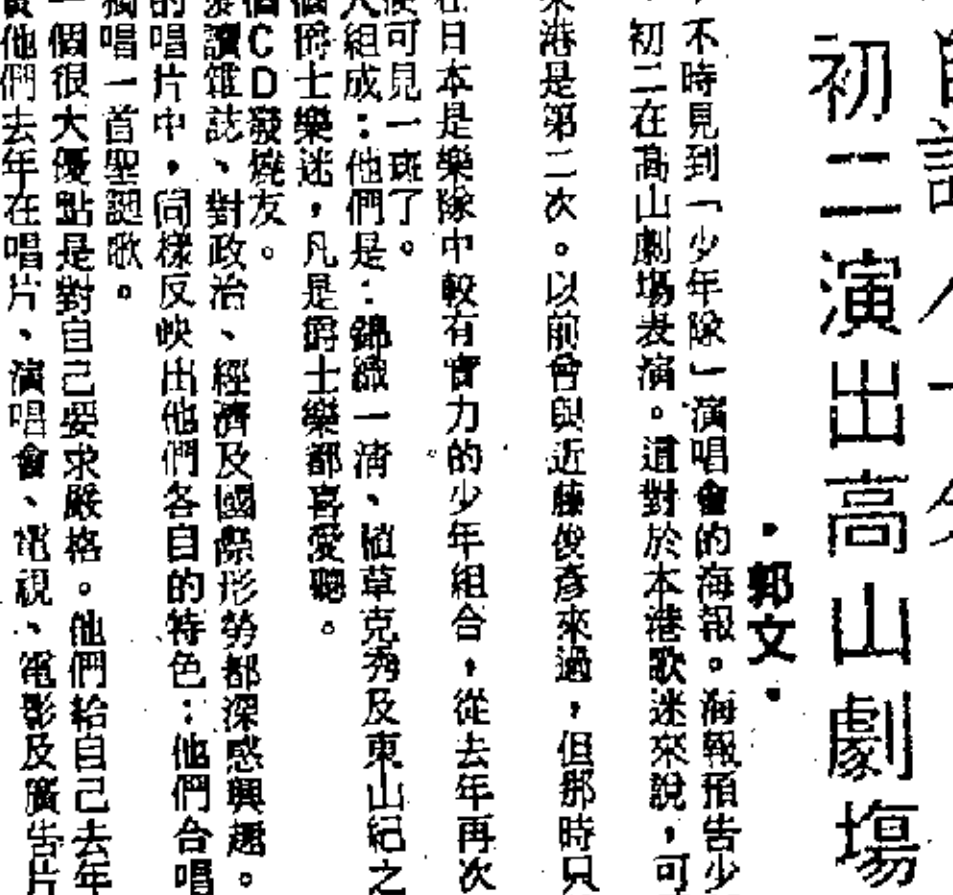 初二演出高山劇場
·郭文·
不時見到「少年隊」演唱會的海報。海報預告少
初二在高山劇場表演。這對於本港歌迷來說，可
來港是第二次。以前曾與近藤俊彥來過，但那時只
在日本是樂隊中較有實力的少年組合，從去年再次
便可見一斑了。
人組成：他們是：錦織一清、植草克秀及東山紀之
個爵士樂迷，凡是爵士樂都喜愛聽。
個CD發燒友。
發讀雜誌、對政治、經濟及國際形勢都深感興趣。
的唱片中，同樣反映出他們各自的特色：他們合唱
獨唱一首聖誕歌。
一個很大優點是對自己要求嚴格。他們給自己去年
他們去年在唱片、演唱會、電視、電影及廣告片